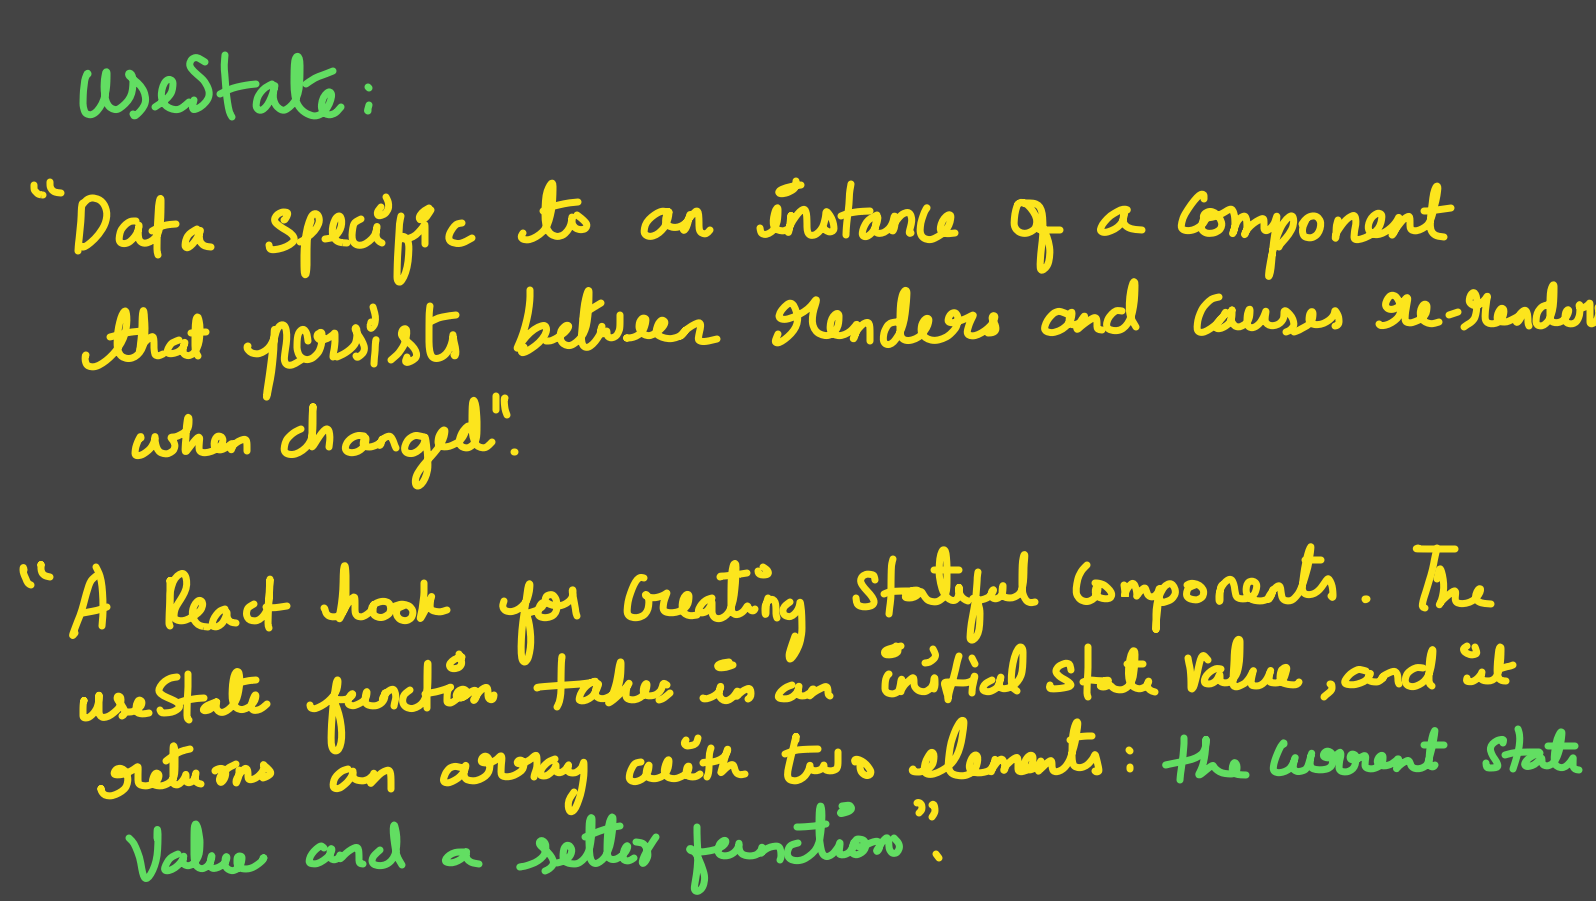 useState:
"Data specific to an instance of a component
that persists between renders and causes re-render
when changed".
"A React hook for creating stateful components. The
useState function takes in an initial state value, and it
returns an array with two elements: the current state
value and a setter function".